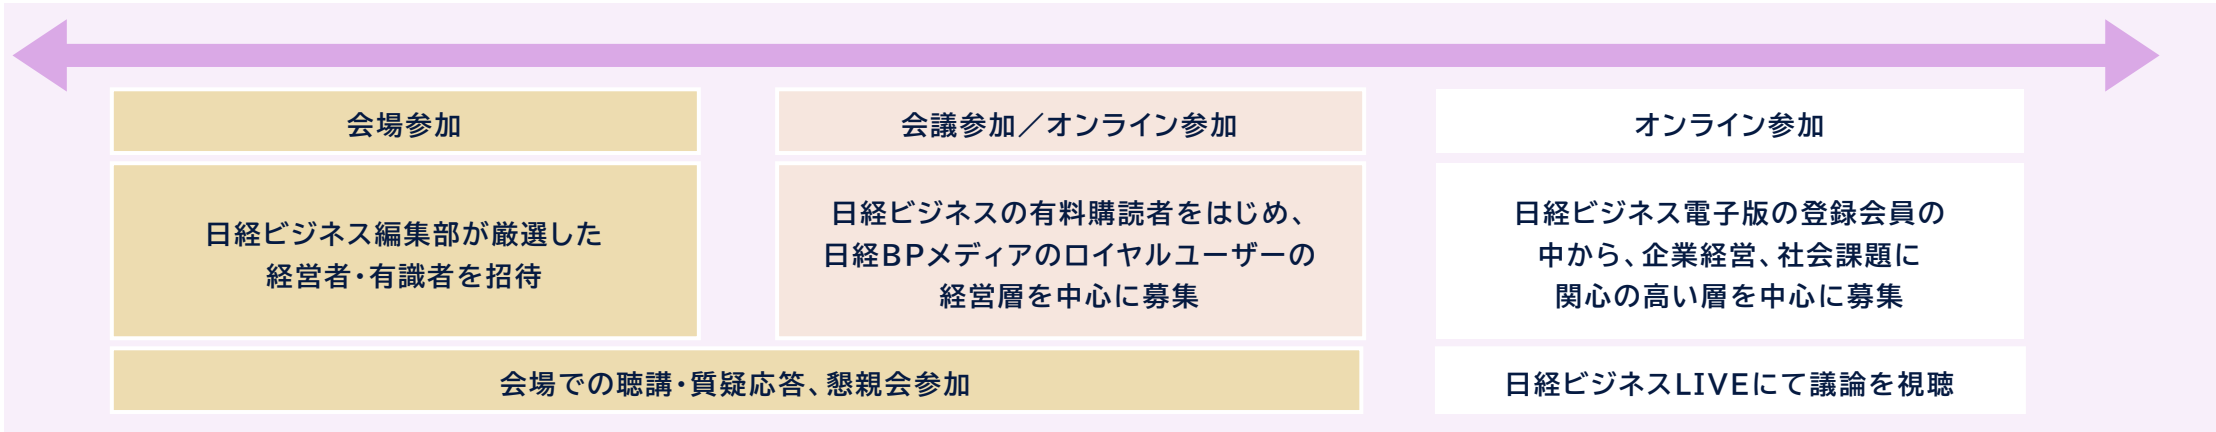 会場参加
会議参加／オンライン参加
オンライン参加
日経ビジネス編集部が厳選した
経営者・有識者を招待
日経ビジネスの有料購読者をはじめ、
日経BPメディアのロイヤルユーザーの
経営層を中心に募集
日経ビジネス電子版の登録会員の
中から、企業経営、社会課題に
関心の高い層を中心に募集
会場での聴講・質疑応答、懇親会参加
日経ビジネスLIVEにて議論を視聴